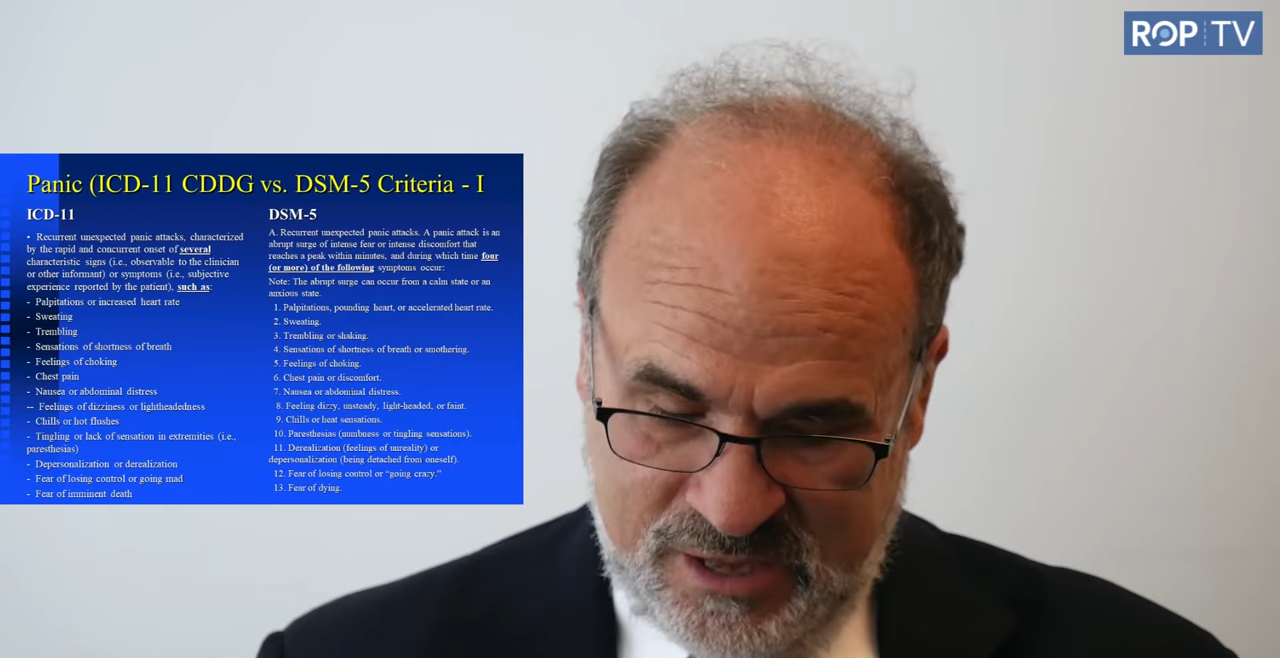 ROP TV
Panic (ICD-11 CDDG vs. DSM-5 Criteria - I
ICD-11
• Recurrent unexpected panic attacks, characterized
by the rapid and concurrent onset of several
characteristic signs (i.e., observable to the clinician
or other informant) or symptoms (i.e., subjective
experience reported by the patient), such as:
- Palpitations or increased heart rate
- Sweating
- Trembling
- Sensations of shortness of breath
- Feelings of choking
- Chest pain
- Nausea or abdominal distress
-- Feelings of dizziness or lightheadedness
- Chills or hot flushes
- Tingling or lack of sensation in extremities (i.e.,
paresthesias)
- Depersonalization or derealization
- Fear of losing control or going mad
- Fear of imminent death
DSM-5
A. Recurrent unexpected panic attacks. A panic attack is an
abrupt surge of intense fear or intense discomfort that
reaches a peak within minutes, and during which time four
(or more) of the following symptoms occur:
Note: The abrupt surge can occur from a calm state or an
anxious state.
1. Palpitations, pounding heart, or accelerated heart rate.
2. Sweating.
3. Trembling or shaking.
4. Sensations of shortness of breath or smothering.
5. Feelings of choking.
6. Chest pain or discomfort.
7. Nausea or abdominal distress.
8. Feeling dizzy, unsteady, light-headed, or faint.
9. Chills or heat sensations.
10. Paresthesias (numbness or tingling sensations).
11. Derealization (feelings of unreality) or
depersonalization (being detached from oneself).
12. Fear of losing control or “going crazy.”
13. Fear of dying.